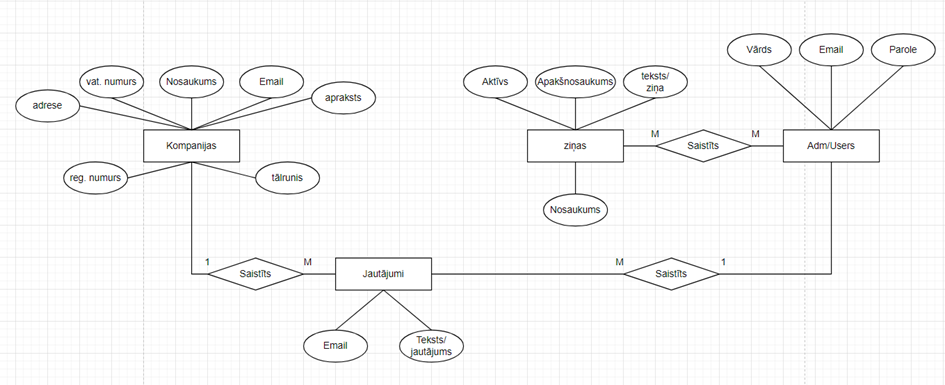 Vārds
Email
Parole
vat. numurs
Nosaukums
Email
Aktīvs
Apakšnosaukums
teksts/
ziņa
adrese
apraksts
Kompanijas
ziņas
M
Saistīts
M
Adm/Users
reg. numurs
tālrunis
Nosaukums
1
Saistīts
M
Jautājumi
M
Saistīts
1
Email
Teksts/
jautājums